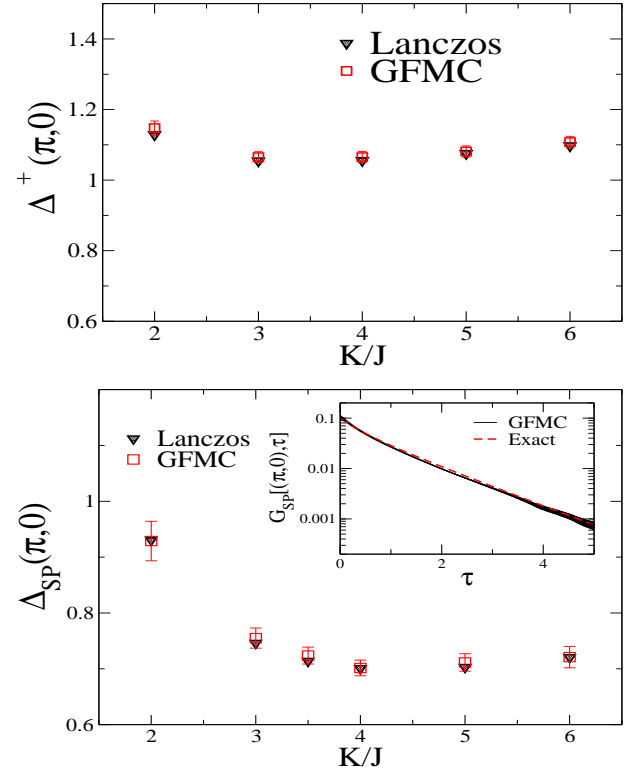 1.4
1.2
1
0.8
0.6
Δ⁺(π,0)
Lanczos
GFMC
2 3 4 5 6
K/J
1
0.8
0.6
Δ_SP(π,0)
Lanczos
GFMC
0.1
0.01
0.001
G_SP[(π,0),τ]
GFMC
Exact
0 2 4
τ
2 3 4 5 6
K/J